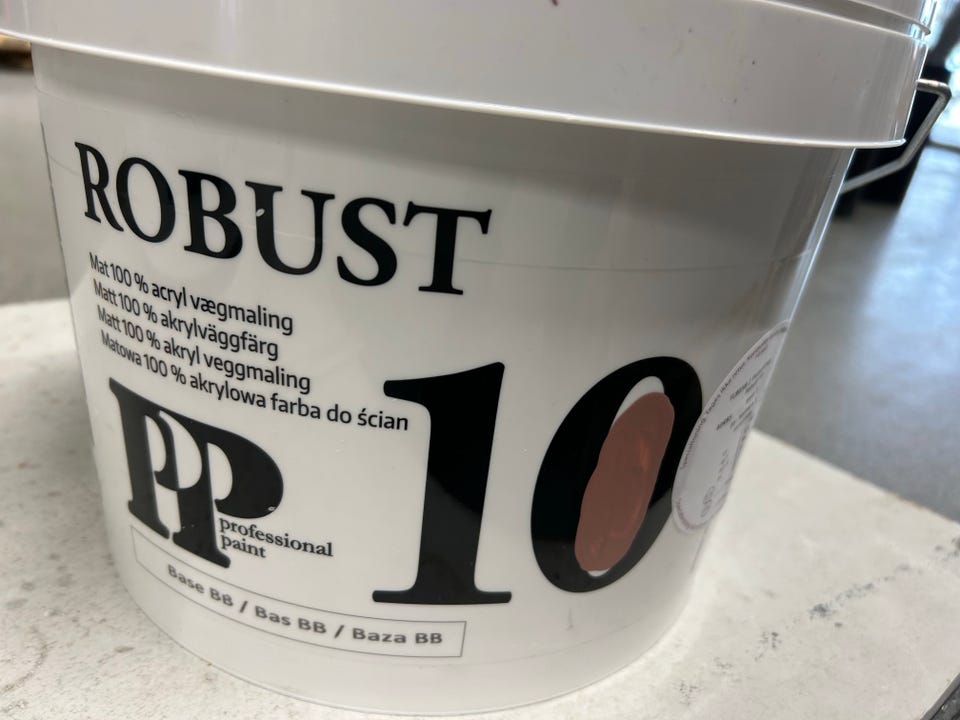 ROBUST
Mat 100 % acryl vægmaling
Matt 100 % akrylväggfärg
Matt 100 % akryl veggmaling
Matowa 100 % akrylowa farba do ścian
10
PP
professional
paint
Base BB / Bas BB / Baza BB